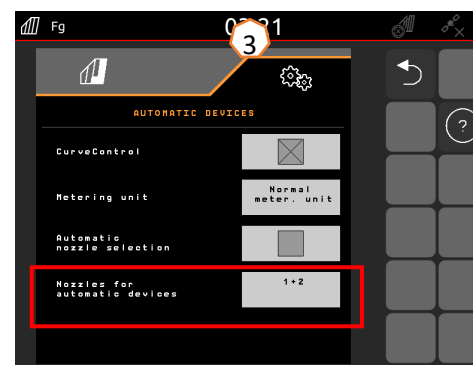 Fg
3
AUTOMATIC DEVICES
CurveControl
Metering unit
Normal
meter. unit
Automatic
nozzle selection
Nozzles for
automatic devices
1+2
?